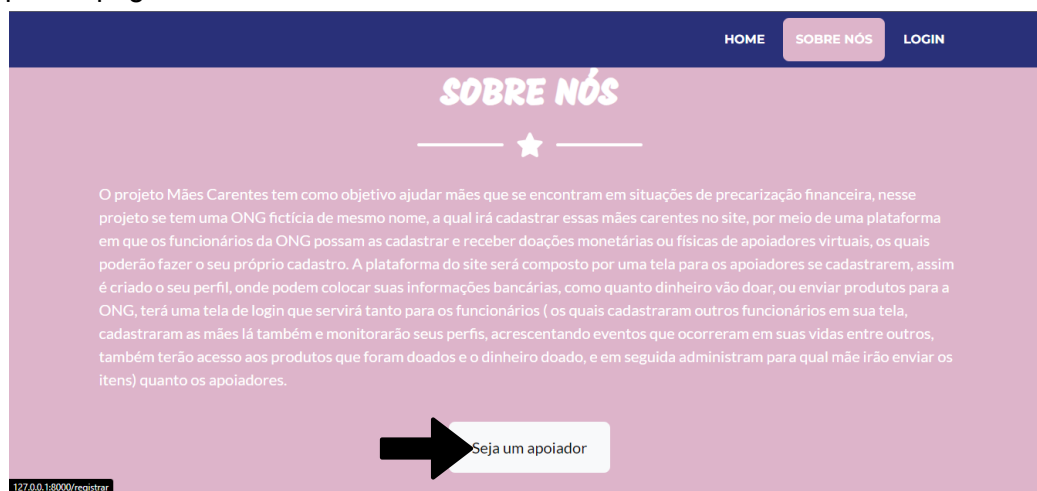 HOME SOBRE NÓS LOGIN
SOBRE NÓS
O projeto Mães Carentes tem como objetivo ajudar mães que se encontram em situações de precarização financeira, nesse
projeto se tem uma ONG fictícia de mesmo nome, a qual irá cadastrar essas mães carentes no site, por meio de uma plataforma
em que os funcionários da ONG possam as cadastrar e receber doações monetárias ou físicas de apoiadores virtuais, os quais
poderão fazer o seu próprio cadastro. A plataforma do site será composto por uma tela para os apoiadores se cadastrarem, assim
é criado o seu perfil, onde podem colocar suas informações bancárias, como quanto dinheiro vão doar, ou enviar produtos para a
ONG, terá uma tela de login que servirá tanto para os funcionários ( os quais cadastraram outros funcionários em sua tela,
cadastraram as mães lá também e monitorarão seus perfis, acrescentando eventos que ocorreram em suas vidas entre outros,
também terão acesso aos produtos que foram doados e o dinheiro doado, e em seguida administram para qual mãe irão enviar os
itens) quanto os apoiadores.
Seja um apoiador
127.0.0.1:8000/registrar